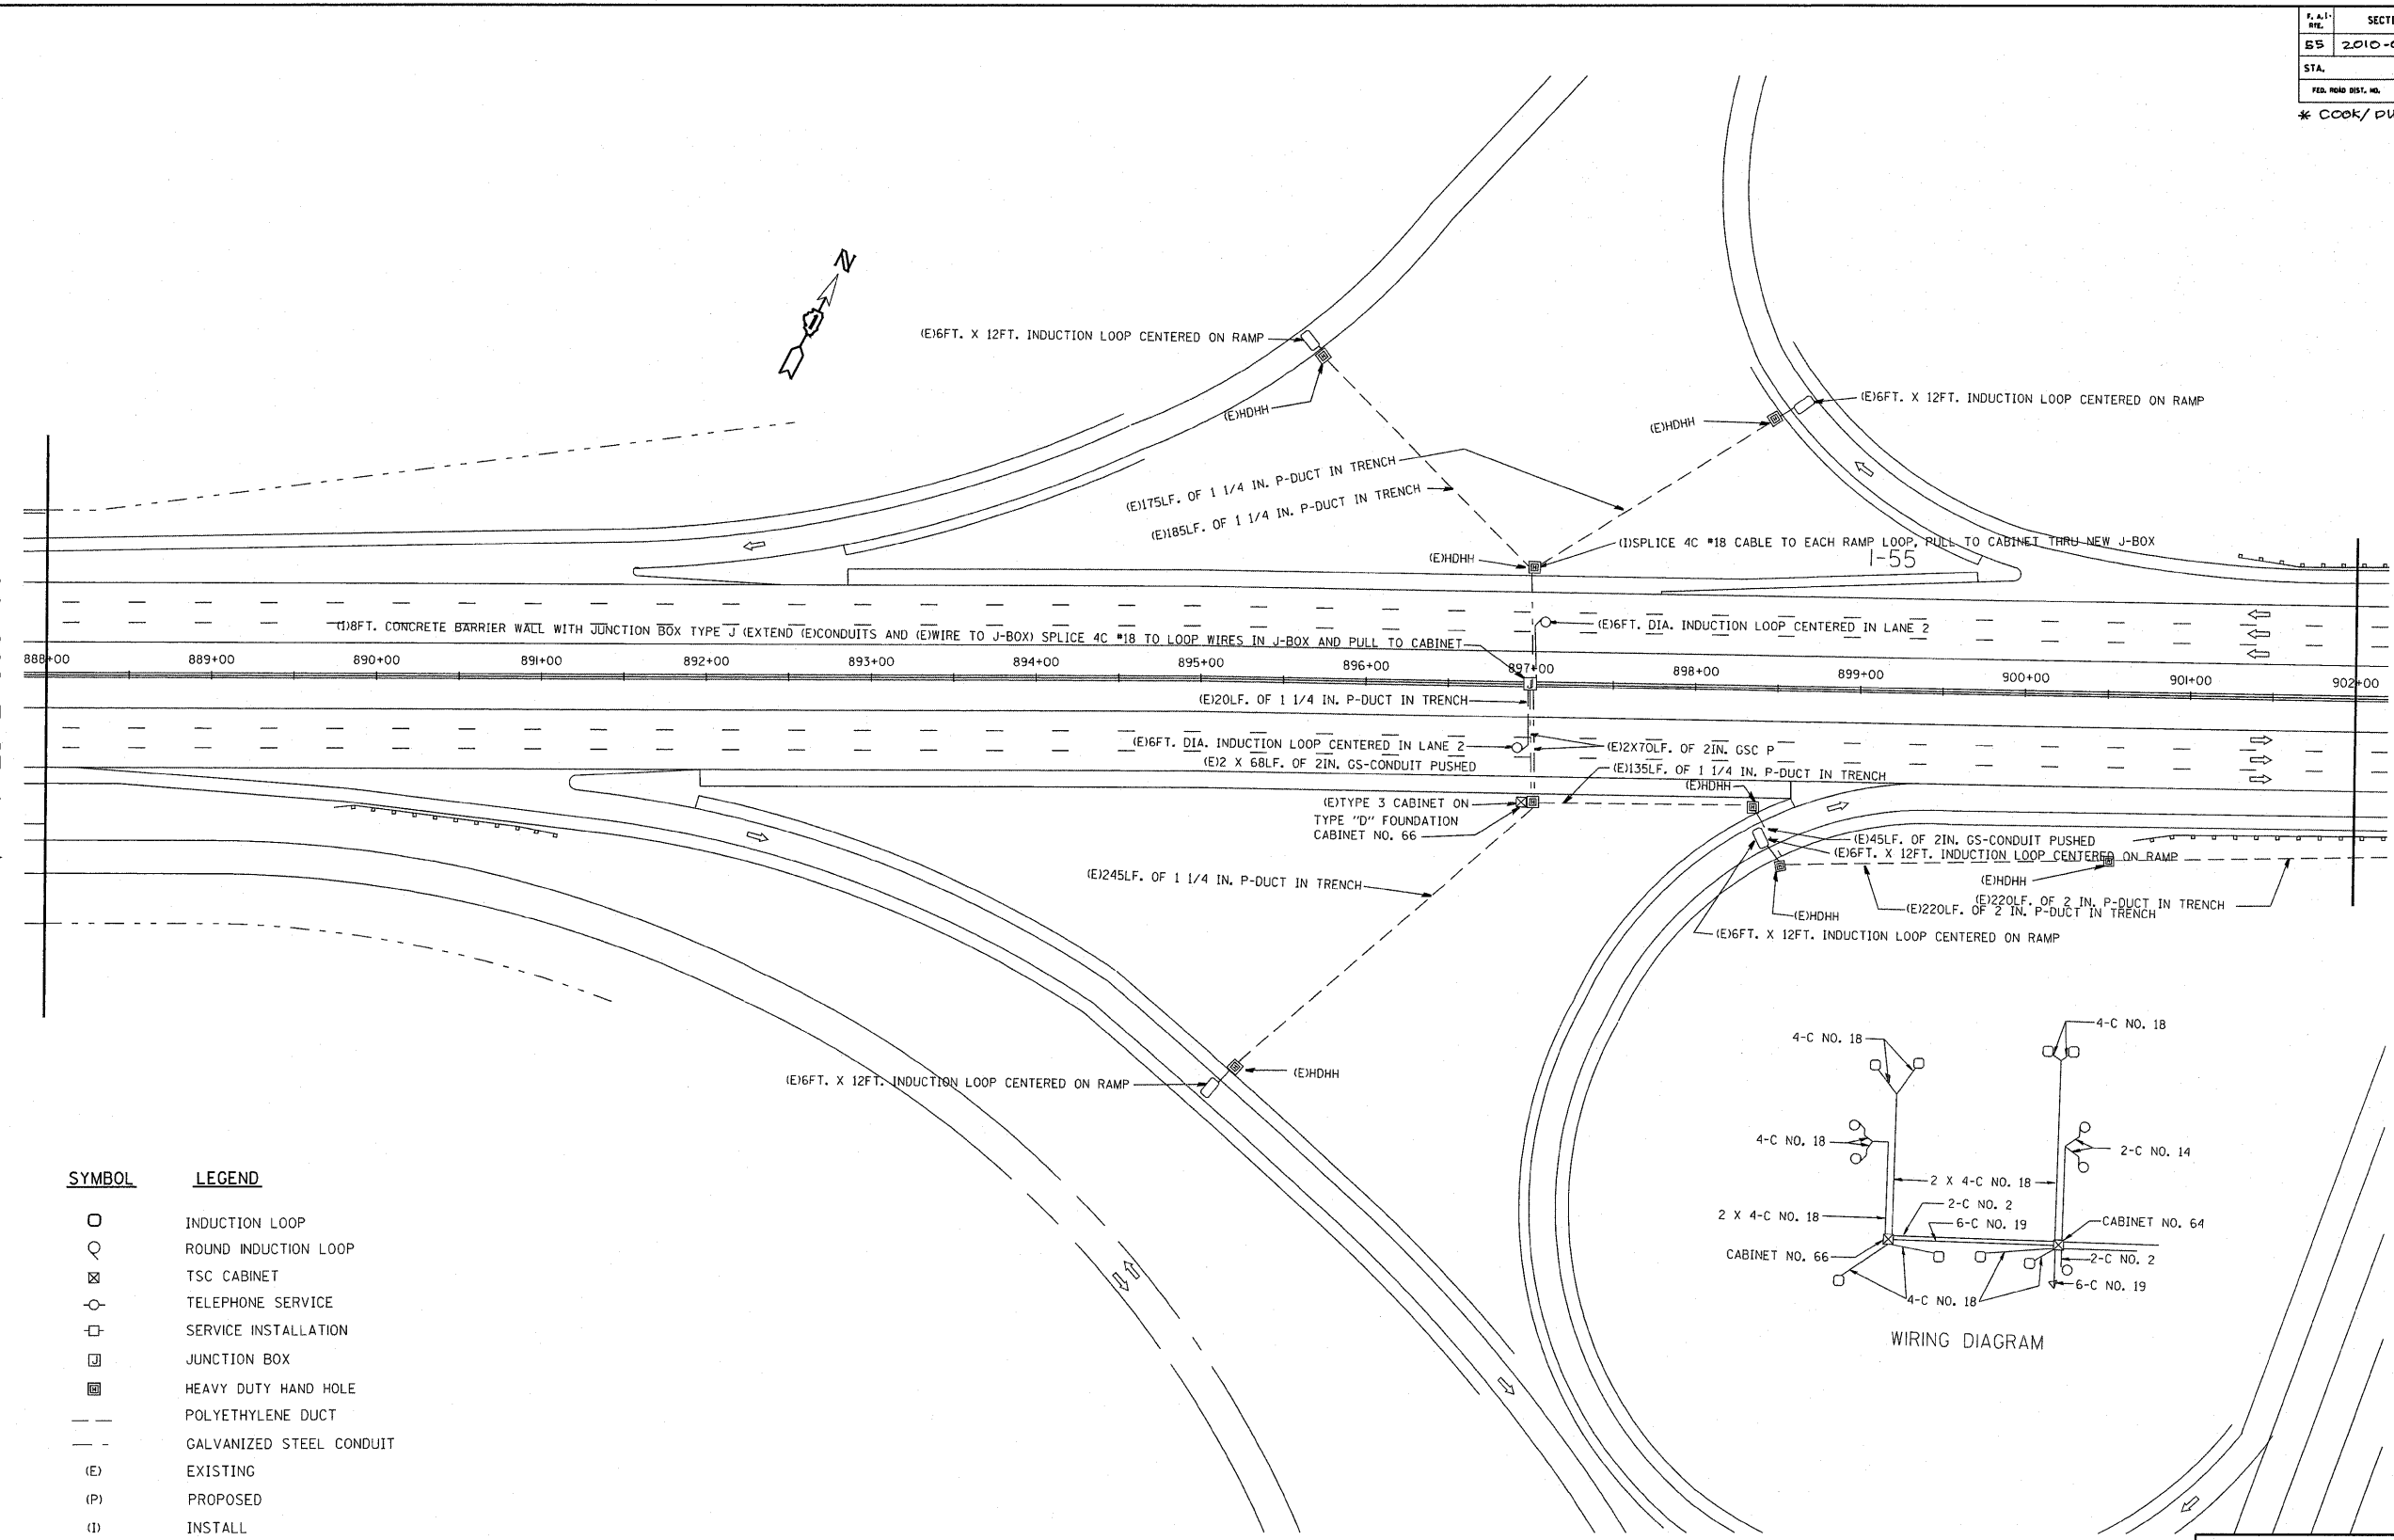 F. A. I. RTE.
SECTI
55
2010-
STA.
FED. ROAD DIST. NO.
* COOK/ DU
N
(E)6FT. X 12FT. INDUCTION LOOP CENTERED ON RAMP
(E)HDHH
(E)6FT. X 12FT. INDUCTION LOOP CENTERED ON RAMP
(E)HDHH
(E)175LF. OF 1 1/4 IN. P-DUCT IN TRENCH
(E)185LF. OF 1 1/4 IN. P-DUCT IN TRENCH
(E)HDHH
(I)SPLICE 4C #18 CABLE TO EACH RAMP LOOP, PULL TO CABINET THRU NEW J-BOX
I-55
(E)6FT. DIA. INDUCTION LOOP CENTERED IN LANE 2
(I)8FT. CONCRETE BARRIER WALL WITH JUNCTION BOX TYPE J (EXTEND (E)CONDUITS AND (E)WIRE TO J-BOX) SPLICE 4C #18 TO LOOP WIRES IN J-BOX AND PULL TO CABINET
888+00 889+00 890+00 891+00 892+00 893+00 894+00 895+00 896+00 897+00 898+00 899+00 900+00 901+00 902+00
J
(E)20LF. OF 1 1/4 IN. P-DUCT IN TRENCH
(E)6FT. DIA. INDUCTION LOOP CENTERED IN LANE 2
(E)2X70LF. OF 2IN. GSC P
(E)2 X 68LF. OF 2IN. GS-CONDUIT PUSHED
(E)135LF. OF 1 1/4 IN. P-DUCT IN TRENCH
(E)HDHH
(E)TYPE 3 CABINET ON
TYPE "D" FOUNDATION
CABINET NO. 66
(E)45LF. OF 2IN. GS-CONDUIT PUSHED
(E)6FT. X 12FT. INDUCTION LOOP CENTERED ON RAMP
(E)245LF. OF 1 1/4 IN. P-DUCT IN TRENCH
(E)HDHH
(E)220LF. OF 2 IN. P-DUCT IN TRENCH
(E)220LF. OF 2 IN. P-DUCT IN TRENCH
(E)HDHH
(E)6FT. X 12FT. INDUCTION LOOP CENTERED ON RAMP
(E)HDHH
(E)6FT. X 12FT. INDUCTION LOOP CENTERED ON RAMP
4-C NO. 18
4-C NO. 18
4-C NO. 18
2-C NO. 14
2 X 4-C NO. 18
2-C NO. 2
2 X 4-C NO. 18
6-C NO. 19
CABINET NO. 64
CABINET NO. 66
2-C NO. 2
6-C NO. 19
4-C NO. 18
WIRING DIAGRAM
SYMBOL LEGEND
INDUCTION LOOP
ROUND INDUCTION LOOP
TSC CABINET
TELEPHONE SERVICE
SERVICE INSTALLATION
J JUNCTION BOX
H HEAVY DUTY HAND HOLE
POLYETHYLENE DUCT
GALVANIZED STEEL CONDUIT
(E) EXISTING
(P) PROPOSED
(I) INSTALL